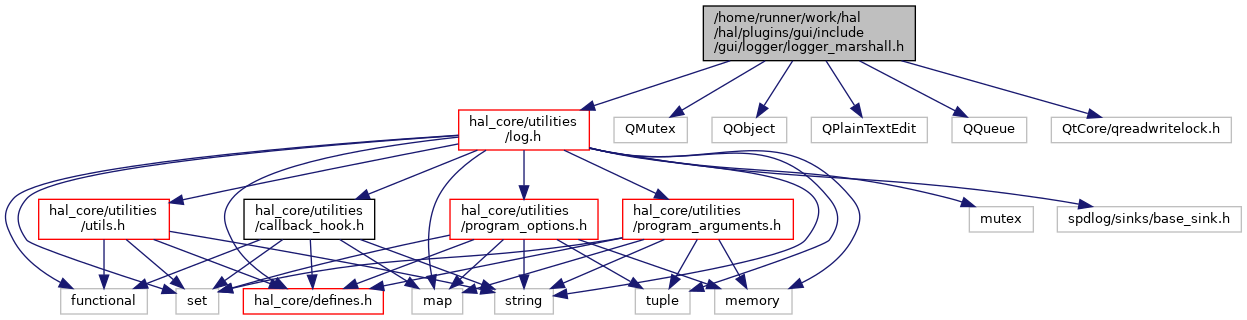 /home/runner/work/hal
/hal/plugins/gui/include
/gui/logger/logger_marshall.h
hal_core/utilities
/log.h
QMutex
QObject
QPlainTextEdit
QQueue
QtCore/qreadwritelock.h
hal_core/utilities
/utils.h
hal_core/utilities
/callback_hook.h
hal_core/utilities
/program_options.h
hal_core/utilities
/program_arguments.h
mutex
spdlog/sinks/base_sink.h
functional
set
hal_core/defines.h
map
string
tuple
memory